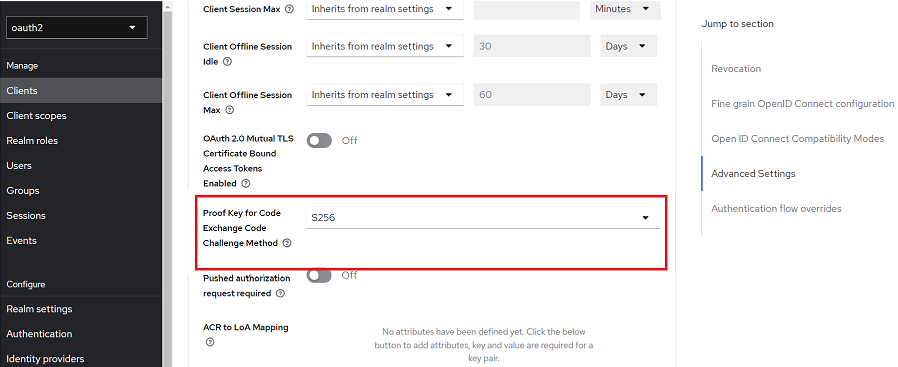 oauth2
Manage
Clients
Client scopes
Realm roles
Users
Groups
Sessions
Events
Configure
Realm settings
Authentication
Identity providers
Client Session Max
Inherits from realm settings
Minutes
Client Offline Session
Idle
Inherits from realm settings
30
Days
Client Offline Session
Max
Inherits from realm settings
60
Days
OAuth 2.0 Mutual TLS
Certificate Bound
Access Tokens
Enabled
Off
Proof Key for Code
Exchange Code
Challenge Method
S256
Pushed authorization
request required
Off
ACR to LoA Mapping
No attributes have been defined yet. Click the below
button to add attributes, key and value are required for a
key pair.
Jump to section
Revocation
Fine grain OpenID Connect configuration
Open ID Connect Compatibility Modes
Advanced Settings
Authentication flow overrides